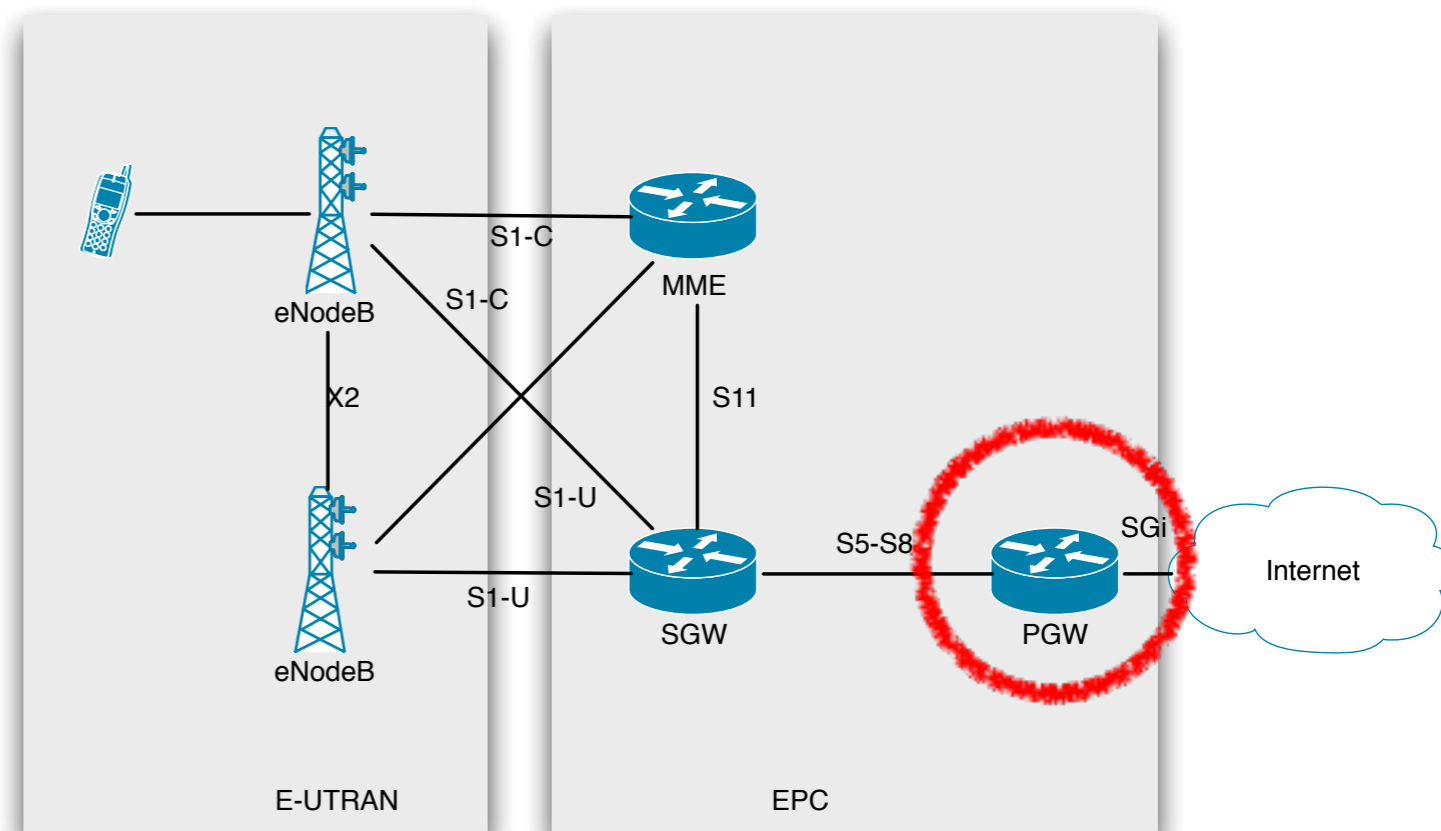 S1-C
MME
eNodeB
S1-C
X2
S11
S1-U
S5-S8
SGi
Internet
S1-U
SGW
PGW
eNodeB
E-UTRAN
EPC